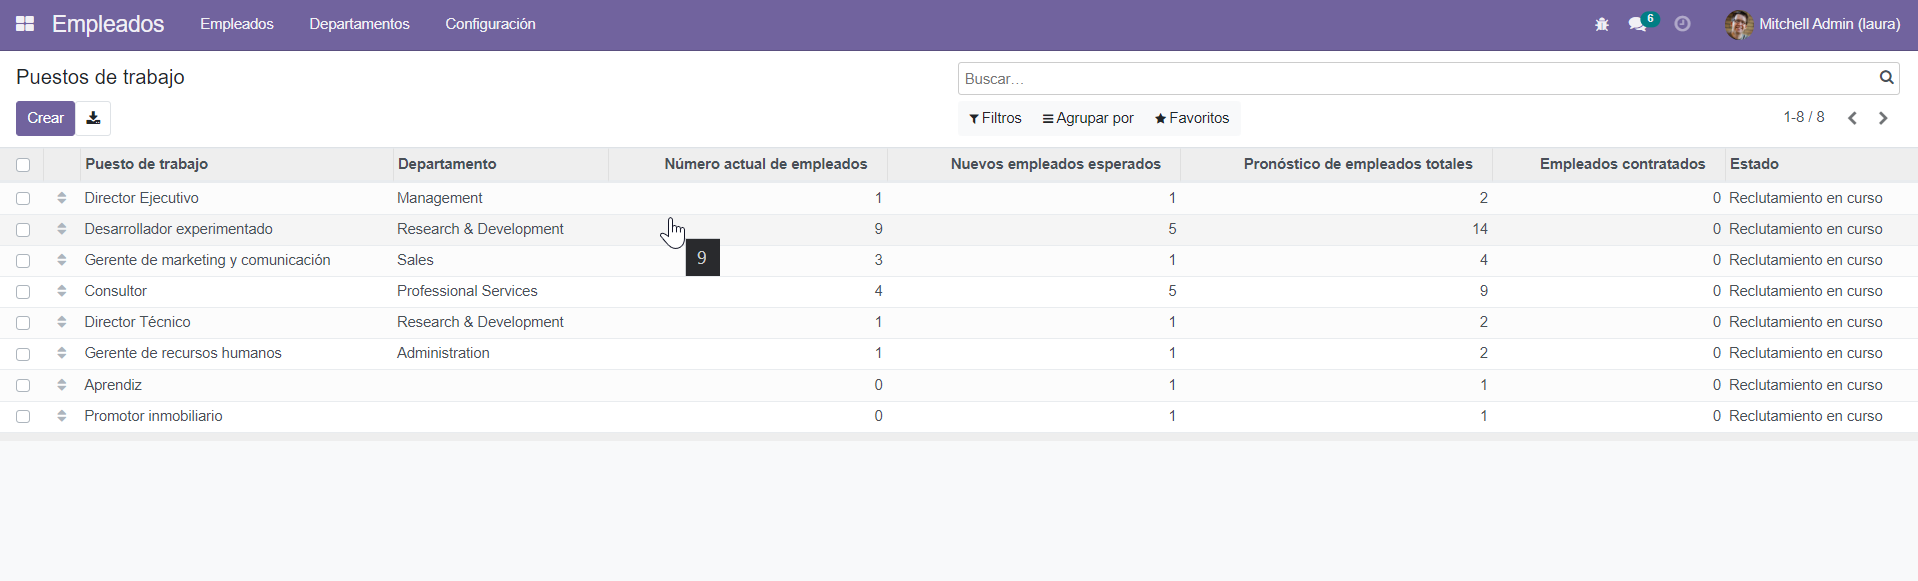 Empleados Empleados Departamentos Configuración 6 Mitchell Admin (laura)
Puestos de trabajo Buscar...
Crear Filtros Agrupar por Favoritos 1-8 / 8
Puesto de trabajo Departamento Número actual de empleados Nuevos empleados esperados Pronóstico de empleados totales Empleados contratados Estado
Director Ejecutivo Management 1 1 2 0 Reclutamiento en curso
Desarrollador experimentado Research & Development 9 5 14 0 Reclutamiento en curso
9
Gerente de marketing y comunicación Sales 3 1 4 0 Reclutamiento en curso
Consultor Professional Services 4 5 9 0 Reclutamiento en curso
Director Técnico Research & Development 1 1 2 0 Reclutamiento en curso
Gerente de recursos humanos Administration 1 1 2 0 Reclutamiento en curso
Aprendiz 0 1 1 0 Reclutamiento en curso
Promotor inmobiliario 0 1 1 0 Reclutamiento en curso